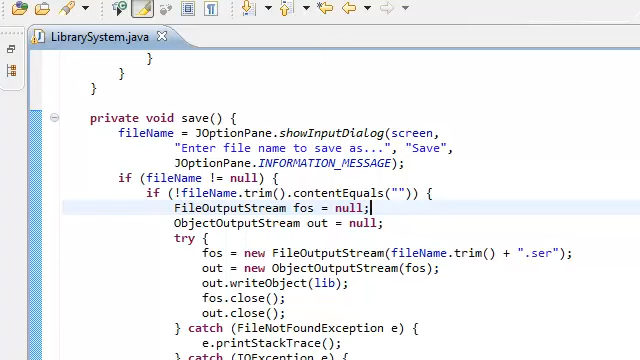 LibrarySystem.java
}
}
}
private void save() {
fileName = JOptionPane.showInputDialog(screen,
"Enter file name to save as...", "Save",
JOptionPane.INFORMATION_MESSAGE);
if (fileName != null) {
if (!fileName.trim().contentEquals("")) {
FileOutputStream fos = null;
ObjectOutputStream out = null;
try {
fos = new FileOutputStream(fileName.trim() + ".ser");
out = new ObjectOutputStream(fos);
out.writeObject(lib);
fos.close();
out.close();
} catch (FileNotFoundException e) {
e.printStackTrace();
} catch (IOException e) {